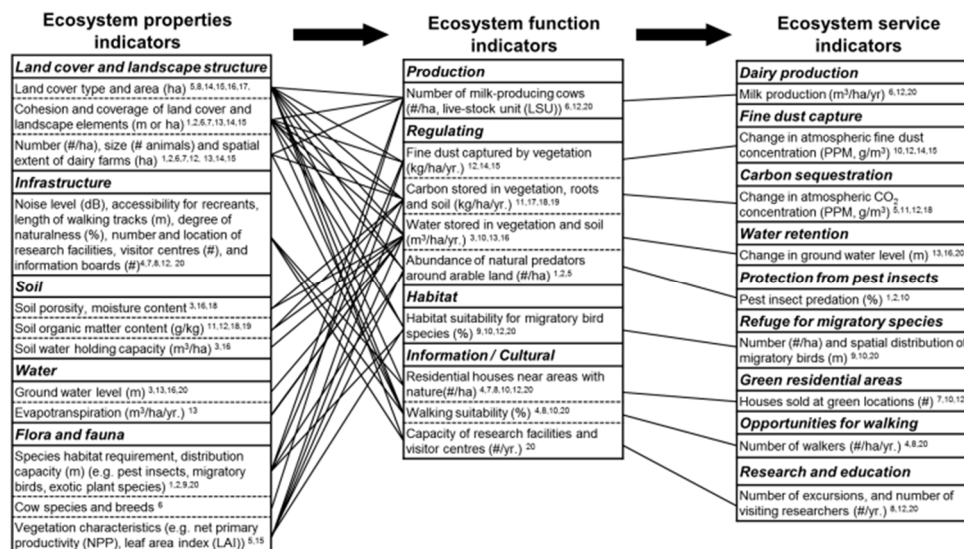 Ecosystem properties
indicators
Land cover and landscape structure
Land cover type and area (ha) 5,8,14,15,16,17,
Cohesion and coverage of land cover and
landscape elements (m or ha) 1,2,6,7,13,14,15
Number (#/ha), size (# animals) and spatial
extent of dairy farms (ha) 1,2,6,7,12, 13,14,15
Infrastructure
Noise level (dB), accessibility for recreants,
length of walking tracks (m), degree of
naturalness (%), number and location of
research facilities, visitor centres (#), and
information boards (#)4,7,8,12, 20
Soil
Soil porosity, moisture content 3,16,18
Soil organic matter content (g/kg) 11,12,18,19
Soil water holding capacity (m3/ha) 3,16
Water
Ground water level (m) 3,13,16,20
Evapotranspiration (m3/ha/yr.) 13
Flora and fauna
Species habitat requirement, distribution
capacity (m) (e.g. pest insects, migratory
birds, exotic plant species) 1,2,9,20
Cow species and breeds 6
Vegetation characteristics (e.g. net primary
productivity (NPP), leaf area index (LAI)) 5,15
Ecosystem function
indicators
Production
Number of milk-producing cows
(#/ha, live-stock unit (LSU)) 6,12,20
Regulating
Fine dust captured by vegetation
(kg/ha/yr.) 12,14,15
Carbon stored in vegetation, roots
and soil (kg/ha/yr.) 11,17,18,19
Water stored in vegetation and soil
(m3/ha/yr.) 3,10,13,16
Abundance of natural predators
around arable land (#/ha) 1,2,5
Habitat
Habitat suitability for migratory bird
species (%) 9,10,12,20
Information / Cultural
Residential houses near areas with
nature(#/ha) 4,7,8,10,12,20
Walking suitability (%) 4,8,10,20
Capacity of research facilities and
visitor centres (#/yr.) 20
Ecosystem service
indicators
Dairy production
Milk production (m3/ha/yr) 6,12,20
Fine dust capture
Change in atmospheric fine dust
concentration (PPM, g/m3) 10,12,14,15
Carbon sequestration
Change in atmospheric CO2
concentration (PPM, g/m3) 5,11,12,18
Water retention
Change in ground water level (m) 13,16,20
Protection from pest insects
Pest insect predation (%) 1,2,10
Refuge for migratory species
Number (#/ha) and spatial distribution of
migratory birds (m) 9,10,20
Green residential areas
Houses sold at green locations (#) 7,10,12
Opportunities for walking
Number of walkers (#/ha/yr.) 4,8,20
Research and education
Number of excursions, and number of
visiting researchers (#/yr.) 8,12,20